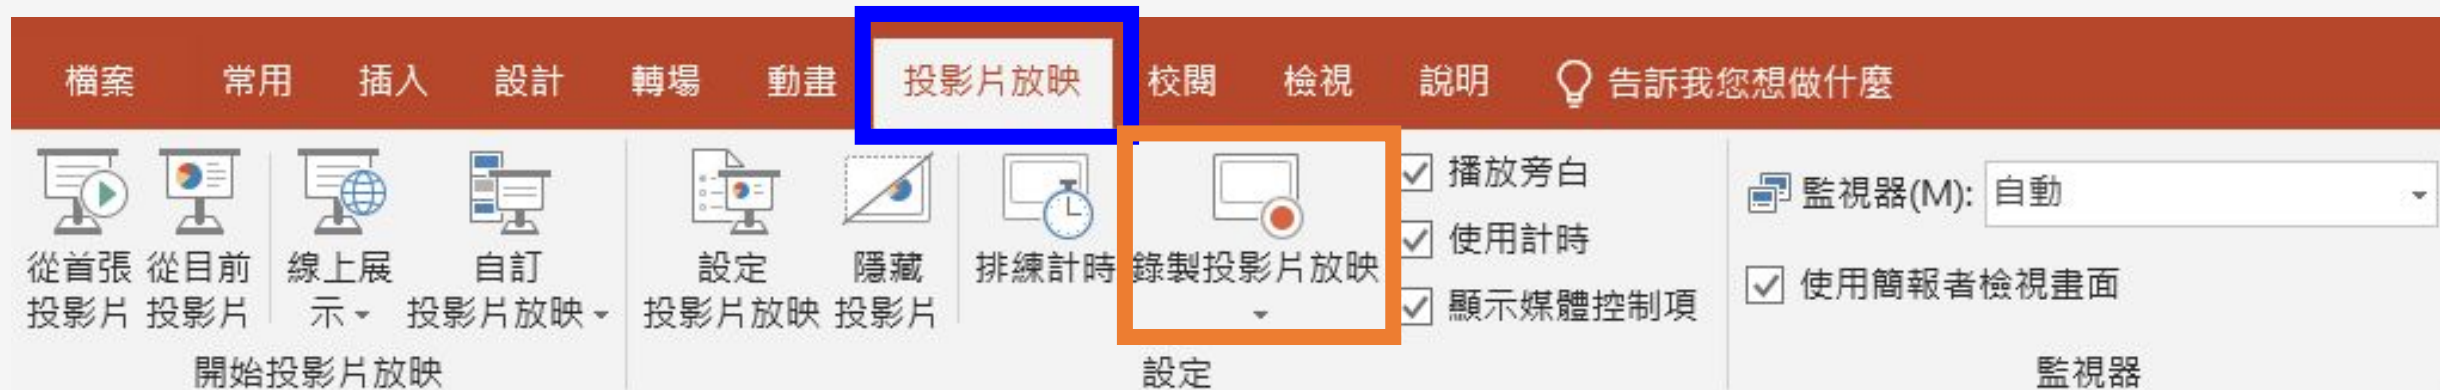 檔案 常用 插入 設計 轉場 動畫 投影片放映 校閱 檢視 說明 告訴我您想做什麼
從首張
投影片
從目前
投影片
線上展
示
自訂
投影片放映
開始投影片放映
設定
投影片放映
隱藏
投影片
排練計時
錄製投影片放映
播放旁白
使用計時
顯示媒體控制項
設定
監視器(M): 自動
使用簡報者檢視畫面
監視器